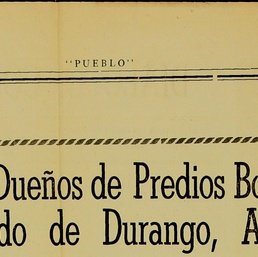 "PUEBLO"
Dueños de Predios Bo
do de Durango, A